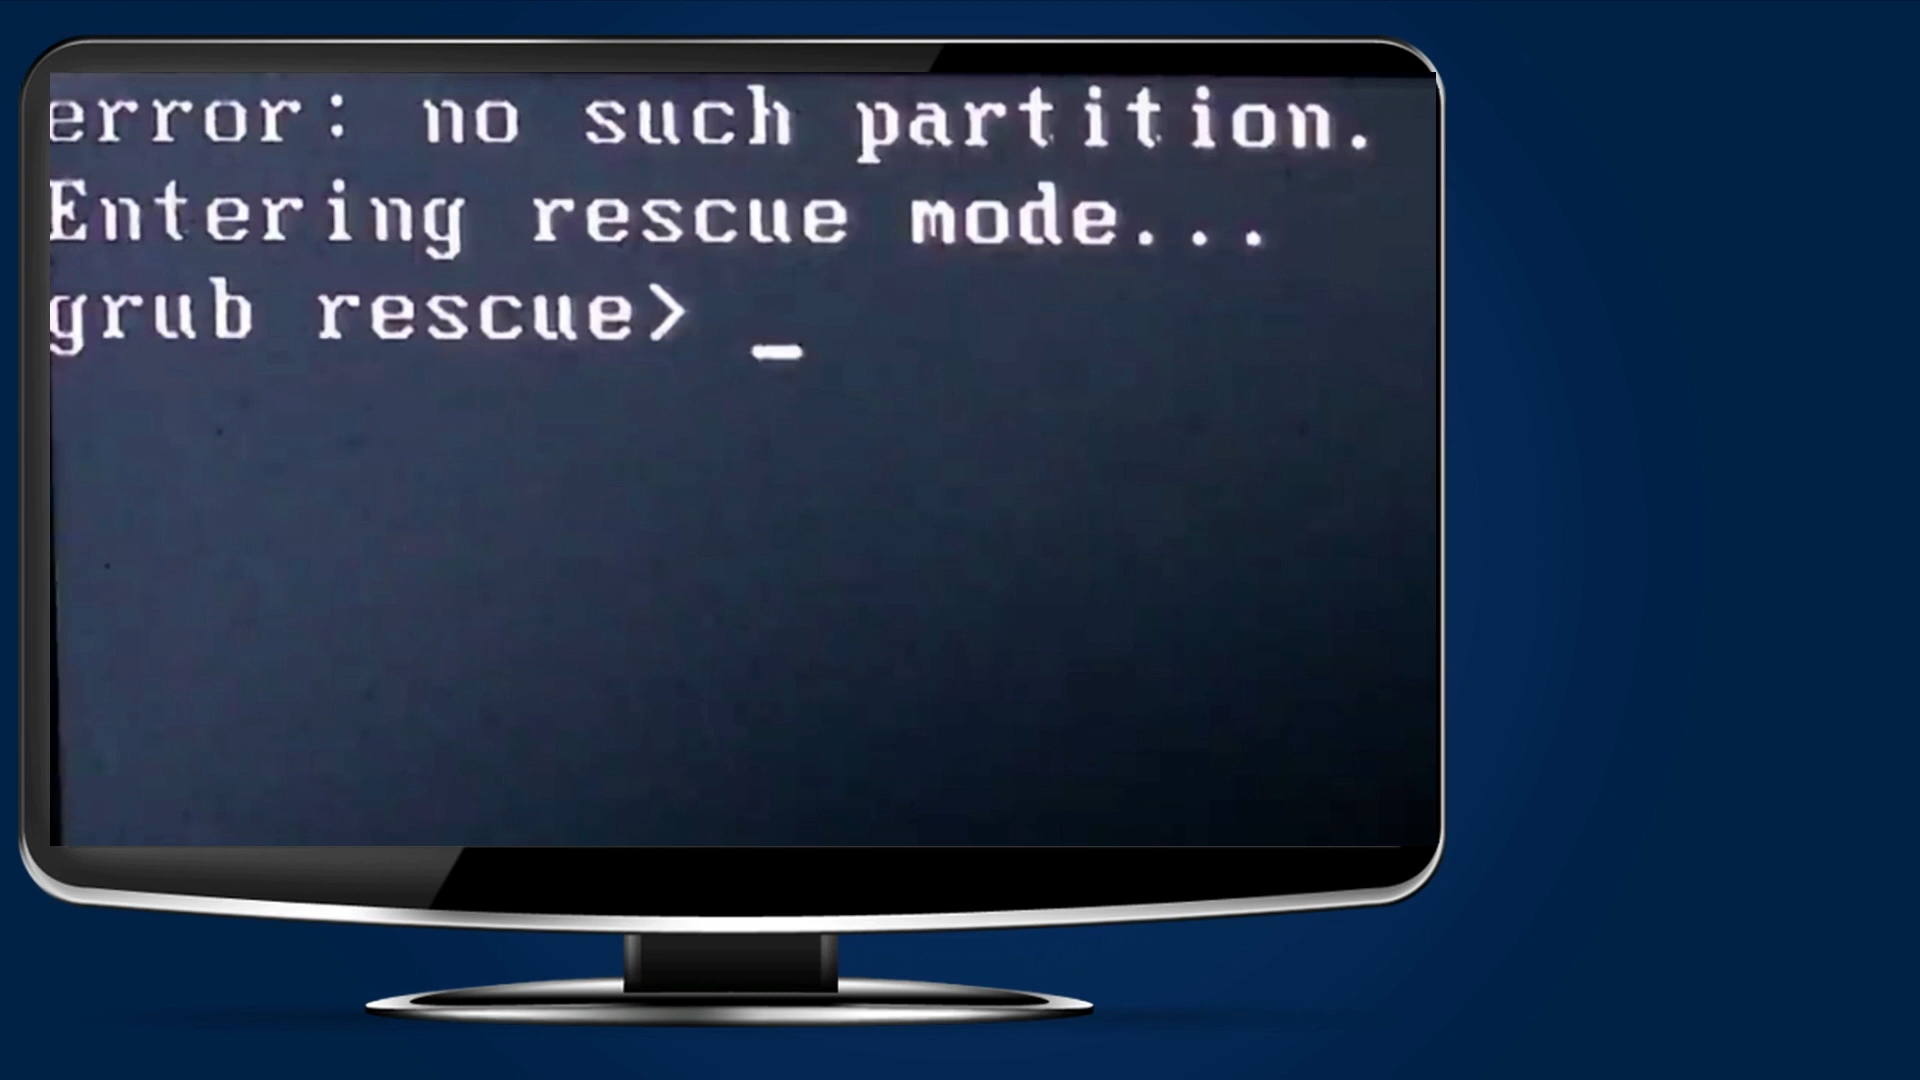 error: no such partition.
Entering rescue mode...
grub rescue> _